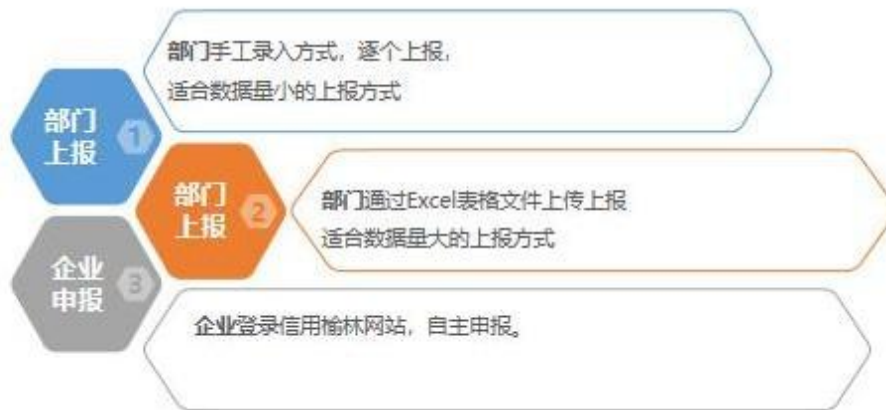 部门手工录入方式，逐个上报，
适合数据量小的上报方式
部门
上报
1
部门
上报
2
部门通过Excel表格文件上传上报
适合数据量大的上报方式
企业
申报
3
企业登录信用榆林网站，自主申报。